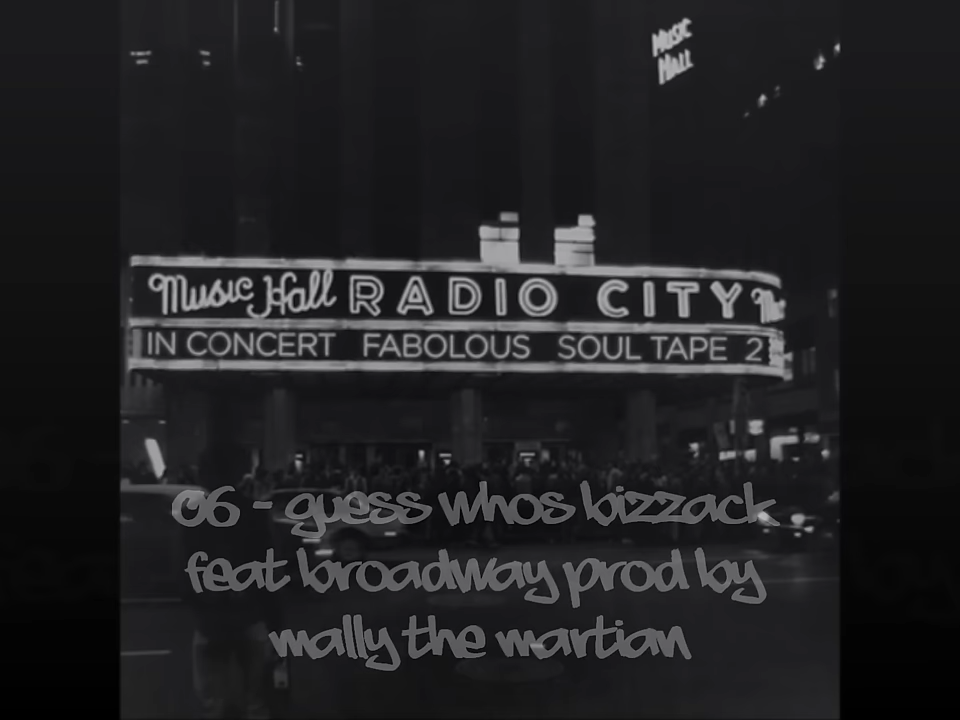 MUSIC
HALL
Music Hall RADIO CITY Mu
IN CONCERT FABOLOUS SOUL TAPE 2
06 - guess whos bizzack
feat broadway prod by
mally the martian